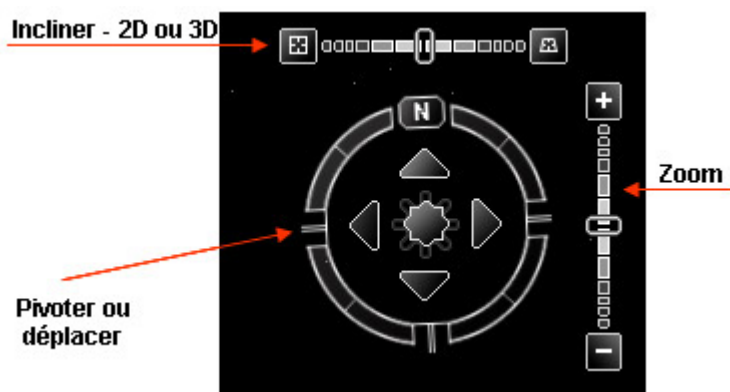 Incliner - 2D ou 3D
N
+
Zoom
Pivoter ou
déplacer
-